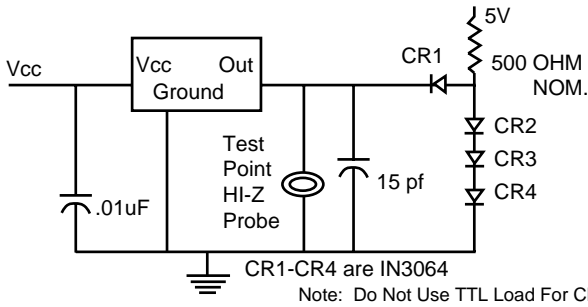 5V
500 OHM
NOM.
CR1
Vcc
Vcc Out
Ground
CR2
CR3
CR4
Test
Point
HI-Z
Probe
15 pf
.01uF
CR1-CR4 are IN3064
Note: Do Not Use TTL Load For